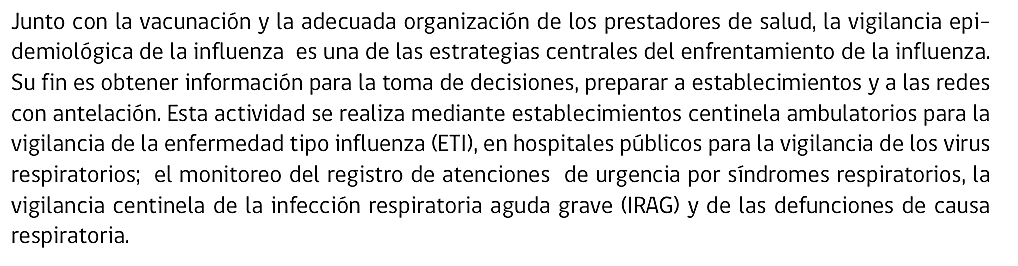 Junto con la vacunación y la adecuada organización de los prestadores de salud, la vigilancia epi-
demiológica de la influenza  es una de las estrategias centrales del enfrentamiento de la influenza.
Su fin es obtener información para la toma de decisiones, preparar a establecimientos y a las redes
con antelación. Esta actividad se realiza mediante establecimientos centinela ambulatorios para la
vigilancia de la enfermedad tipo influenza (ETI), en hospitales públicos para la vigilancia de los virus
respiratorios;  el monitoreo del registro de atenciones  de urgencia por síndromes respiratorios, la
vigilancia centinela de la infección respiratoria aguda grave (IRAG) y de las defunciones de causa
respiratoria.